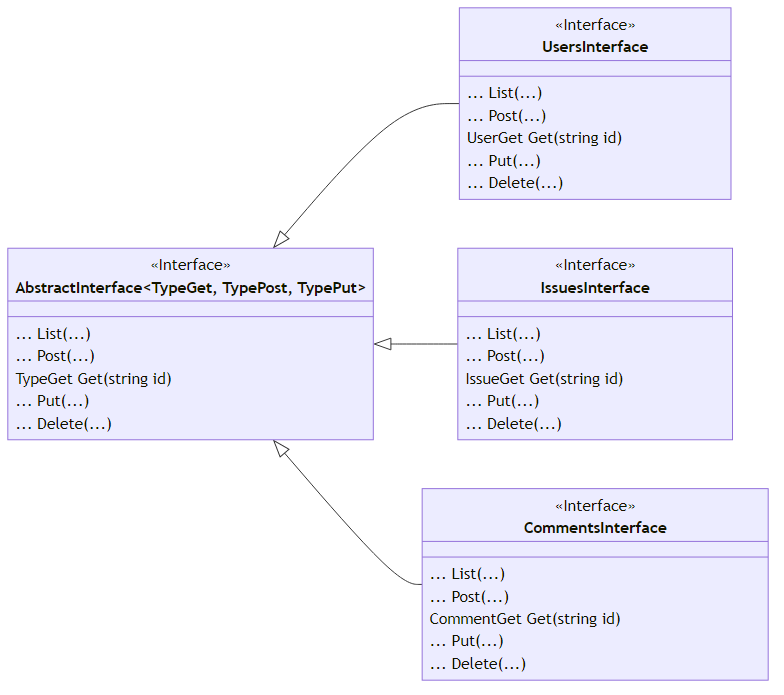 «Interface»
UsersInterface
... List(...)
... Post(...)
UserGet Get(string id)
... Put(...)
... Delete(...)
«Interface»
AbstractInterface<TypeGet, TypePost, TypePut>
... List(...)
... Post(...)
TypeGet Get(string id)
... Put(...)
... Delete(...)
«Interface»
IssuesInterface
... List(...)
... Post(...)
IssueGet Get(string id)
... Put(...)
... Delete(...)
«Interface»
CommentsInterface
... List(...)
... Post(...)
CommentGet Get(string id)
... Put(...)
... Delete(...)